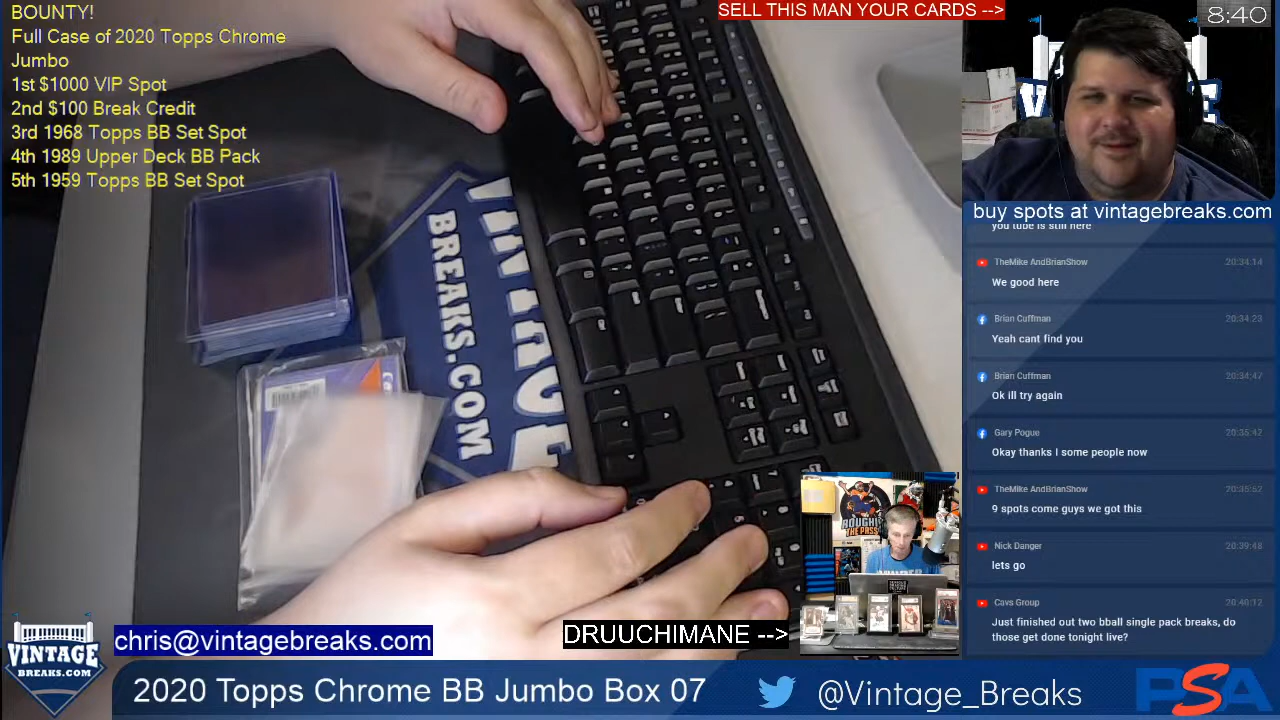 BOUNTY!
Full Case of 2020 Topps Chrome
Jumbo
1st $1000 VIP Spot
2nd $100 Break Credit
3rd 1968 Topps BB Set Spot
4th 1989 Upper Deck BB Pack
5th 1959 Topps BB Set Spot
SELL THIS MAN YOUR CARDS -->
8:40
buy spots at vintagebreaks.com
you tube is still here
TheMike AndBrianShow 20:34:14
We good here
Brian Cuffman 20:34:23
Yeah cant find you
Brian Cuffman 20:34:47
Ok ill try again
Gary Pogue 20:35:42
Okay thanks I some people now
TheMike AndBrianShow 20:35:52
9 spots come guys we got this
Nick Danger 20:39:48
lets go
Cavs Group 20:40:12
Just finished out two bball single pack breaks, do
those get done tonight live?
BREAKS.COM
ROUGH
THE PASS
DRUUCHIMANE -->
chris@vintagebreaks.com
VINTAGE
BREAKS.COM
2020 Topps Chrome BB Jumbo Box 07
@Vintage_Breaks
PSA